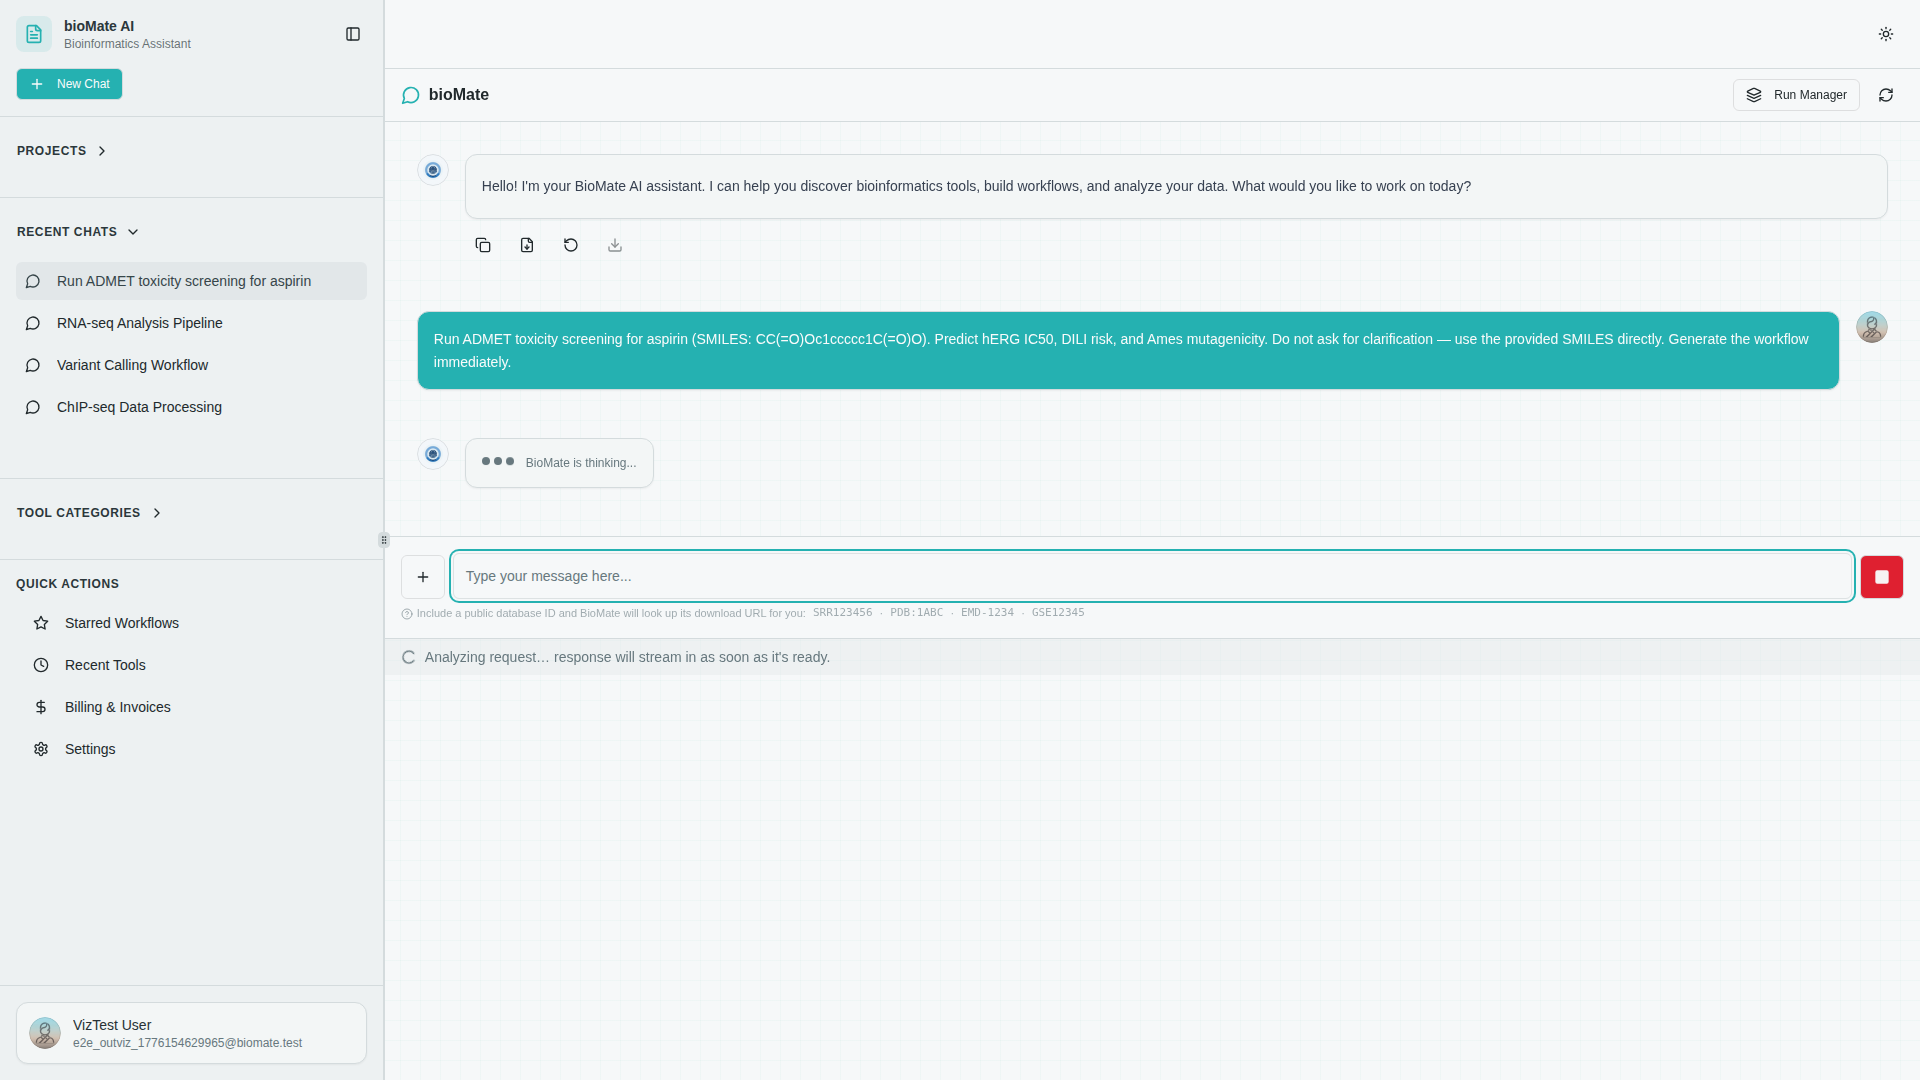 bioMate AI
Bioinformatics Assistant
New Chat
PROJECTS
RECENT CHATS
Run ADMET toxicity screening for aspirin
RNA-seq Analysis Pipeline
Variant Calling Workflow
ChIP-seq Data Processing
TOOL CATEGORIES
QUICK ACTIONS
Starred Workflows
Recent Tools
Billing & Invoices
Settings
VizTest User
e2e_outviz_1776154629965@biomate.test
bioMate
Run Manager
Hello! I'm your BioMate AI assistant. I can help you discover bioinformatics tools, build workflows, and analyze your data. What would you like to work on today?
Run ADMET toxicity screening for aspirin (SMILES: CC(=O)Oc1ccccc1C(=O)O). Predict hERG IC50, DILI risk, and Ames mutagenicity. Do not ask for clarification — use the provided SMILES directly. Generate the workflow
immediately.
BioMate is thinking...
Type your message here...
Include a public database ID and BioMate will look up its download URL for you: SRR123456 · PDB:1ABC · EMD-1234 · GSE12345
Analyzing request… response will stream in as soon as it's ready.